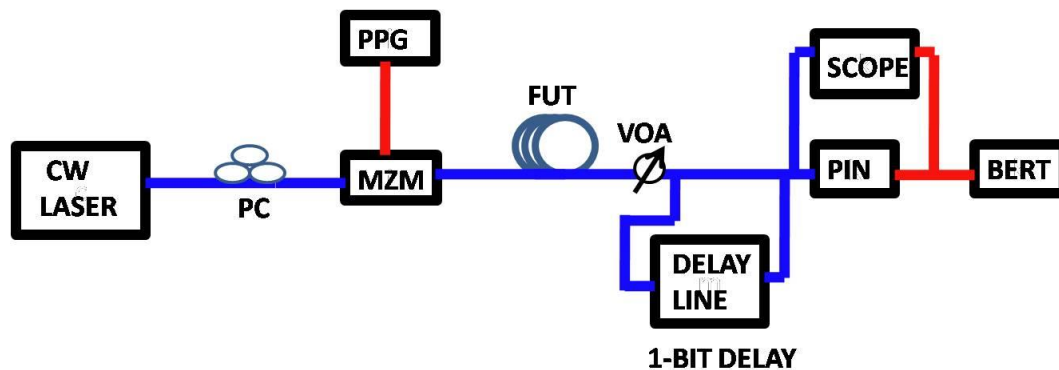 PPG
SCOPE
FUT
VOA
CW
LASER
PC
MZM
PIN
BERT
DELAY
LINE
1-BIT DELAY